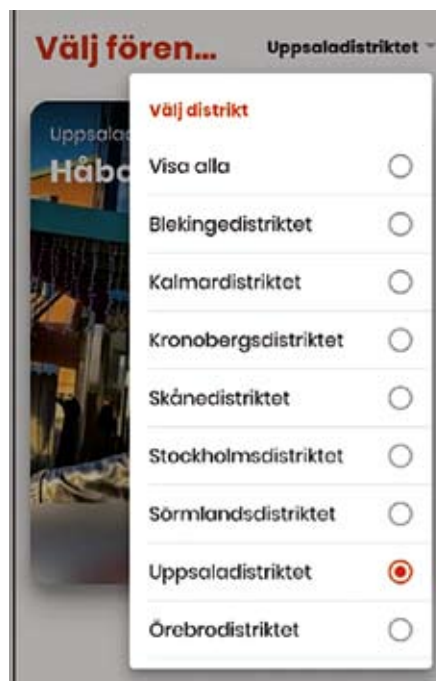 Välj fören...
Uppsaladistriktet
Välj distrikt
Visa alla
Blekingedistriktet
Kalmardistriktet
Kronobergsdistriktet
Skånedistriktet
Stockholmsdistriktet
Sörmlandsdistriktet
Uppsaladistriktet
Örebrodistriktet